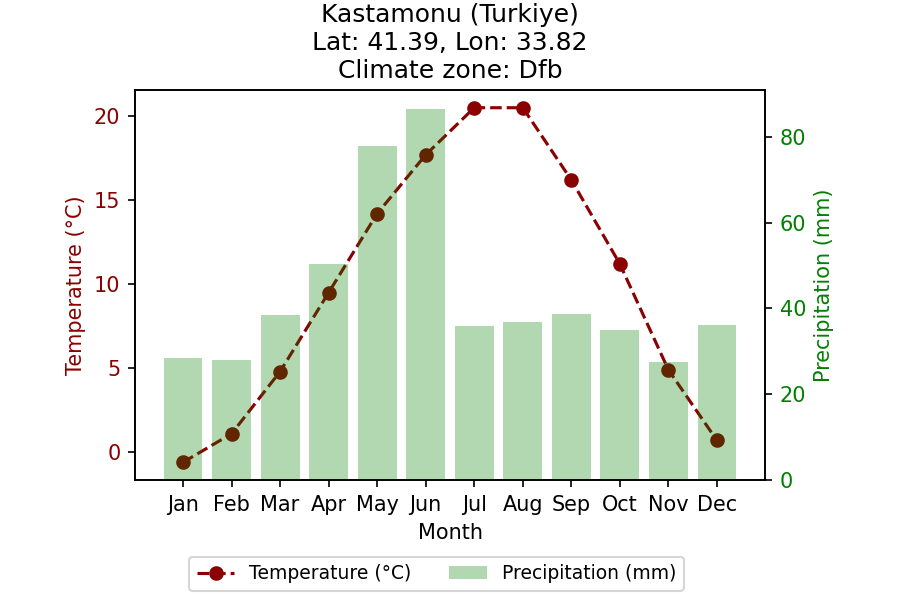 Kastamonu (Turkiye)
Lat: 41.39, Lon: 33.82
Climate zone: Dfb
Temperature (°C)
20
15
10
5
0
80
60
40
20
0
Precipitation (mm)
Jan Feb Mar Apr May Jun Jul Aug Sep Oct Nov Dec
Month
Temperature (°C) Precipitation (mm)